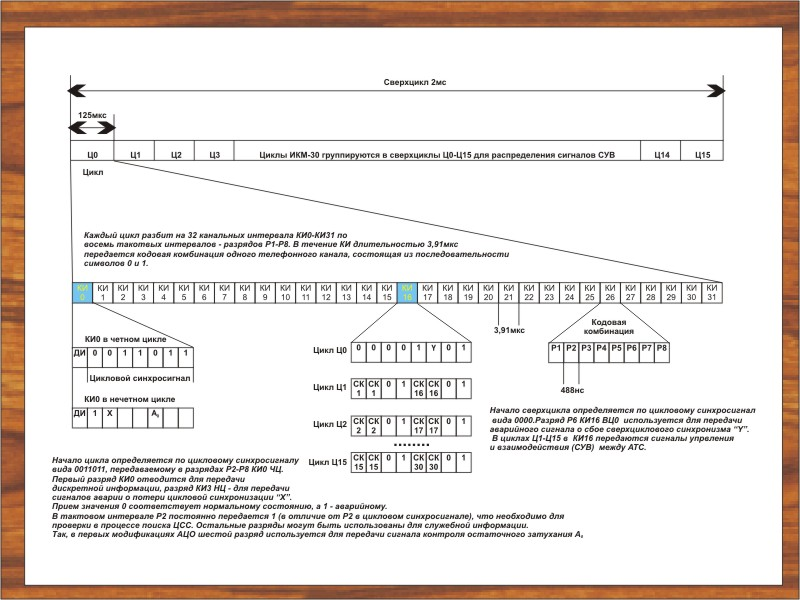 Сверхцикл 2мс
125мкс
Ц0 Ц1 Ц2 Ц3 Циклы ИКМ-30 группируются в сверхциклы Ц0-Ц15 для распределения сигналов СУВ Ц14 Ц15
Цикл
Каждый цикл разбит на 32 канальных интервала КИ0-КИ31 по
восемь такотвых интервалов - разрядов Р1-Р8. В течение КИ длительностью 3,91мкс
передается кодовая комбинация одного телефонного канала, состоящая из последовательности
символов 0 и 1.
КИ КИ КИ КИ КИ КИ КИ КИ КИ КИ КИ КИ КИ КИ КИ КИ КИ КИ КИ КИ КИ КИ КИ КИ КИ КИ КИ КИ КИ КИ КИ КИ
0 1 2 3 4 5 6 7 8 9 10 11 12 13 14 15 16 17 18 19 20 21 22 23 24 25 26 27 28 29 30 31
КИ0 в четном цикле
ДИ 0 0 1 1 0 1 1
Цикловой синхросигнал
КИ0 в нечетном цикле
ДИ 1 Х А₆
Цикл Ц0 0 0 0 0 1 Y 0 1
Цикл Ц1 СК 1 СК 1 0 1 СК 16 СК 16 0 1
Цикл Ц2 СК 2 СК 2 0 1 СК 17 СК 17 0 1
........
Цикл Ц15 СК 15 СК 15 0 1 СК 30 СК 30 0 1
3,91мкс
Кодовая
комбинация
Р1 Р2 Р3 Р4 Р5 Р6 Р7 Р8
488нс
Начало сверхцикла определяется по цикловому синхросигнал
вида 0000.Разряд Р6 КИ16 ВЦ0 используется для передачи
аварийного сигнала о сбое сверхциклового синхронизма “Y”.
В циклах Ц1-Ц15 в КИ16 передаются сигналы упрвления
и взаимодействия (СУВ) между АТС.
Начало цикла определяется по цикловому синхросигналу
вида 0011011, передаваемому в разрядах Р2-Р8 КИ0 ЧЦ.
Первый разряд КИ0 отводится для передачи
дискретной информации, разряд КИ3 НЦ - для передачи
сигналов аварии о потери цикловой синхронизации “Х”.
Прием значения 0 соответствует нормальному состоянию, а 1 - аварийному.
В тактовом интервале Р2 постоянно передается 1 (в отличие от Р2 в цикловом синхросигнале), что необходимо для
проверки в процессе поиска ЦСС. Остальные разряды могут быть использованы для служебной информации.
Так, в первых модификациях АЦО шестой разряд используется для передачи сигнала контроля остаточного затухания А₆